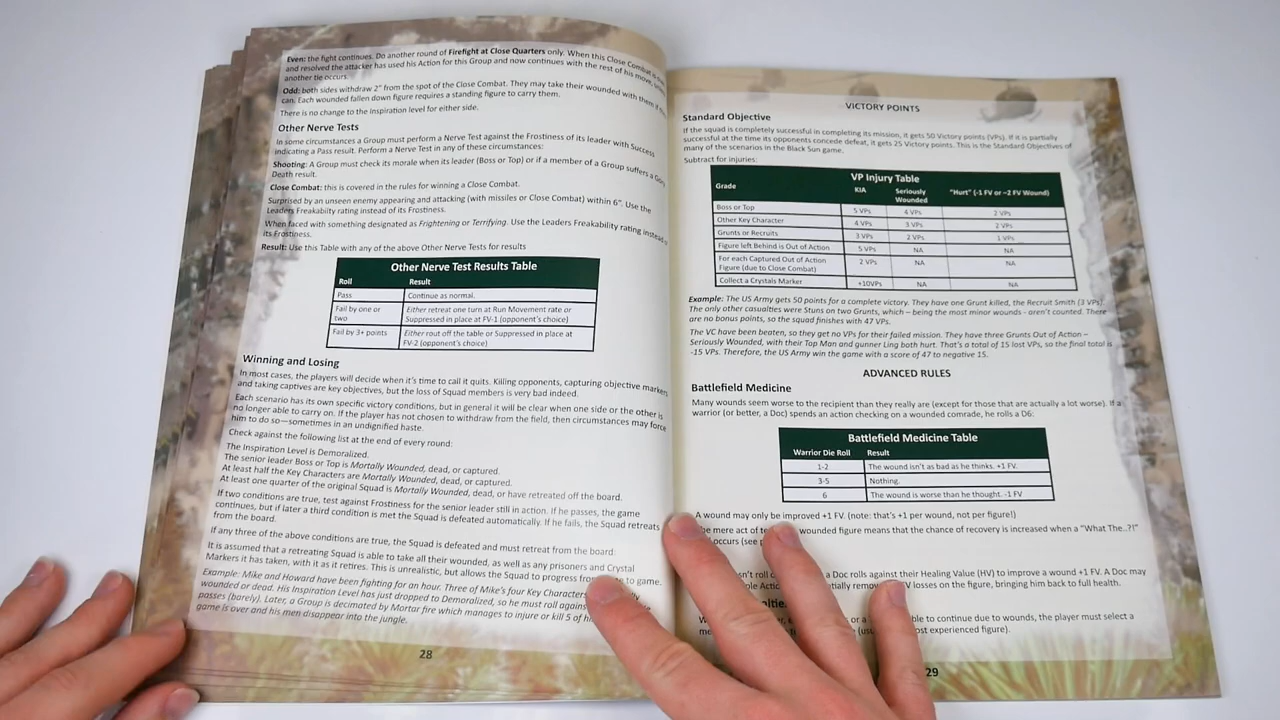 Even: the fight continues. Do another round of Firefight at Close Quarters only. When this Close Combat is
and resolved the attacker has used his Action for this Group and now continues with the rest of his move,
another tie occurs.
Odd: both sides withdraw 2" from the spot of the Close Combat. They may take their wounded with them if
can. Each wounded fallen down figure requires a standing figure to carry them.
There is no change to the Inspiration level for either side.
Other Nerve Tests
In some circumstances a Group must perform a Nerve Test against the Frostiness of its leader with Success
indicating a Pass result. Perform a Nerve Test in any of these circumstances:
Shooting: A Group must check its morale when its leader (Boss or Top) or if a member of a Group suffers a
Death result.
Close Combat: this is covered in the rules for winning a Close Combat.
Surprised by an unseen enemy appearing and attacking (with missiles or Close Combat) within 6". Use the
Leaders Freakabilty rating instead of its Frostiness.
When faced with something designated as Frightening or Terrifying. Use the Leaders Freakability rating instead
its Frostiness.
Result: Use this Table with any of the above Other Nerve Tests for results
Other Nerve Test Results Table
Roll Result
Pass Continue as normal.
Fail by one or two Either retreat one turn at Run Movement rate or Suppressed in place at FV-1 (opponent's choice)
Fail by 3+ points Either rout off the table or Suppressed in place at FV-2 (opponent's choice)
Winning and Losing
In most cases, the players will decide when it's time to call it quits. Killing opponents, capturing objective markers
and taking captives are key objectives, but the loss of Squad members is very bad indeed.
Each scenario has its own specific victory conditions, but in general it will be clear when one side or the other is
no longer able to carry on. If the player has not chosen to withdraw from the field, then circumstances may force
him to do so—sometimes in an undignified haste.
Check against the following list at the end of every round:
The Inspiration Level is Demoralized.
The senior leader Boss or Top is Mortally Wounded, dead, or captured.
At least half the Key Characters are Mortally Wounded, dead, or captured.
At least one quarter of the original Squad is Mortally Wounded, dead, or have retreated off the board.
If two conditions are true, test against Frostiness for the senior leader still in action. If he passes, the game
continues, but if later a third condition is met the Squad is defeated automatically. If he fails, the Squad retreats
from the board.
If any three of the above conditions are true, the Squad is defeated and must retreat from the board:
It is assumed that a retreating Squad is able to take all their wounded, as well as any prisoners and Crystal
Markers it has taken, with it as it retires. This is unrealistic, but allows the Squad to progress from to game.
Example: Mike and Howard have been fighting for an hour. Three of Mike's four Key Characters
wounded or dead. His Inspiration Level has just dropped to Demoralized, so he must roll against
passes (barely). Later, a Group is decimated by Mortar fire which manages to injure or kill 5 of
game is over and his men disappear into the jungle.
28
VICTORY POINTS
Standard Objective
If the squad is completely successful in completing its mission, it gets 50 Victory points (VPs). If it is partially
successful at the time its opponents concede defeat, it gets 25 Victory points. This is the Standard Objectives of
many of the scenarios in the Black Sun game.
Subtract for injuries:
VP Injury Table
Grade KIA Seriously Wounded "Hurt" (-1 FV or –2 FV Wound)
Boss or Top 5 VPs 4 VPs 2 VPs
Other Key Character 4 VPs 3 VPs 2 VPs
Grunts or Recruits 3 VPs 2 VPs 1 VPs
Figure left Behind is Out of Action 5 VPs NA NA
For each Captured Out of Action Figure (due to Close Combat) 2 VPs NA NA
Collect a Crystals Marker +10VPs NA NA
Example: The US Army gets 50 points for a complete victory. They have one Grunt killed, the Recruit Smith (3 VPs).
The only other casualties were Stuns on two Grunts, which – being the most minor wounds - aren't counted. There
are no bonus points, so the squad finishes with 47 VPs.
The VC have been beaten, so they get no VPs for their failed mission. They have three Grunts Out of Action –
Seriously Wounded, with their Top Man and gunner Ling both hurt. That's a total of 15 lost VPs, so the final total is
-15 VPs. Therefore, the US Army win the game with a score of 47 to negative 15.
ADVANCED RULES
Battlefield Medicine
Many wounds seem worse to the recipient than they really are (except for those that are actually a lot worse). If a
warrior (or better, a Doc) spends an action checking on a wounded comrade, he rolls a D6:
Battlefield Medicine Table
Warrior Die Roll Result
1-2 The wound isn't as bad as he thinks. +1 FV.
3-5 Nothing.
6 The wound is worse than he thought. -1 FV
A wound may only be improved +1 FV. (note: that's +1 per wound, not per figure!)
mere act of wounded figure means that the chance of recovery is increased when a "What The..?!"
occurs (see
roll a Doc rolls against their Healing Value (HV) to improve a wound +1 FV. A Doc may
losses on the figure, bringing him back to full health.
or a to continue due to wounds, the player must select a
experienced figure).
29